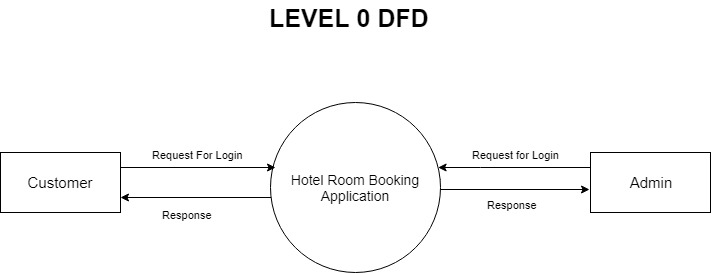 LEVEL 0 DFD
Request For Login
Request for Login
Customer
Hotel Room Booking
Application
Admin
Response
Response